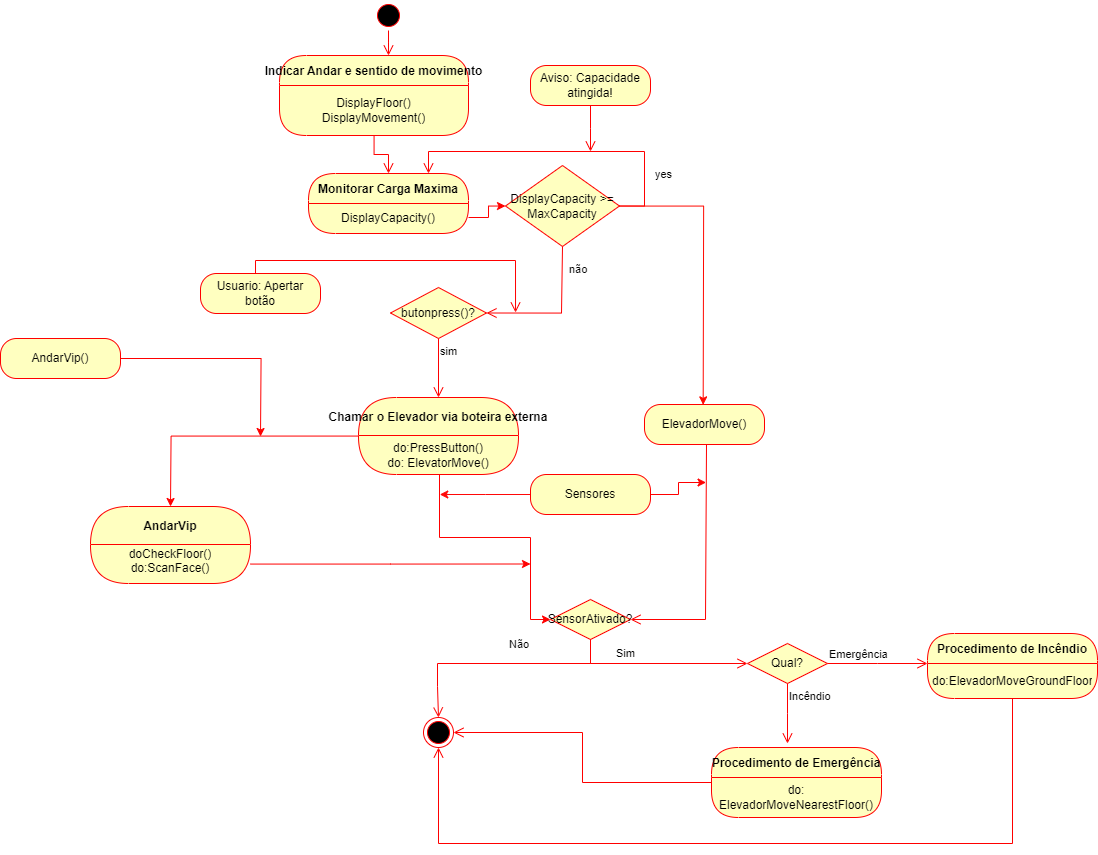 Indicar Andar e sentido de movimento
DisplayFloor()
DisplayMovement()
Aviso: Capacidade
atingida!
yes
Monitorar Carga Maxima
DisplayCapacity()
DisplayCapacity >=
MaxCapacity
não
Usuario: Apertar
botão
butonpress()?
sim
AndarVip()
Chamar o Elevador via boteira externa
do:PressButton()
do: ElevatorMove()
ElevadorMove()
Sensores
AndarVip
doCheckFloor()
do:ScanFace()
SensorAtivado?
Não
Sim
Qual?
Emergência
Incêndio
Procedimento de Incêndio
do:ElevadorMoveGroundFloor
Procedimento de Emergência
do:
ElevadorMoveNearestFloor()